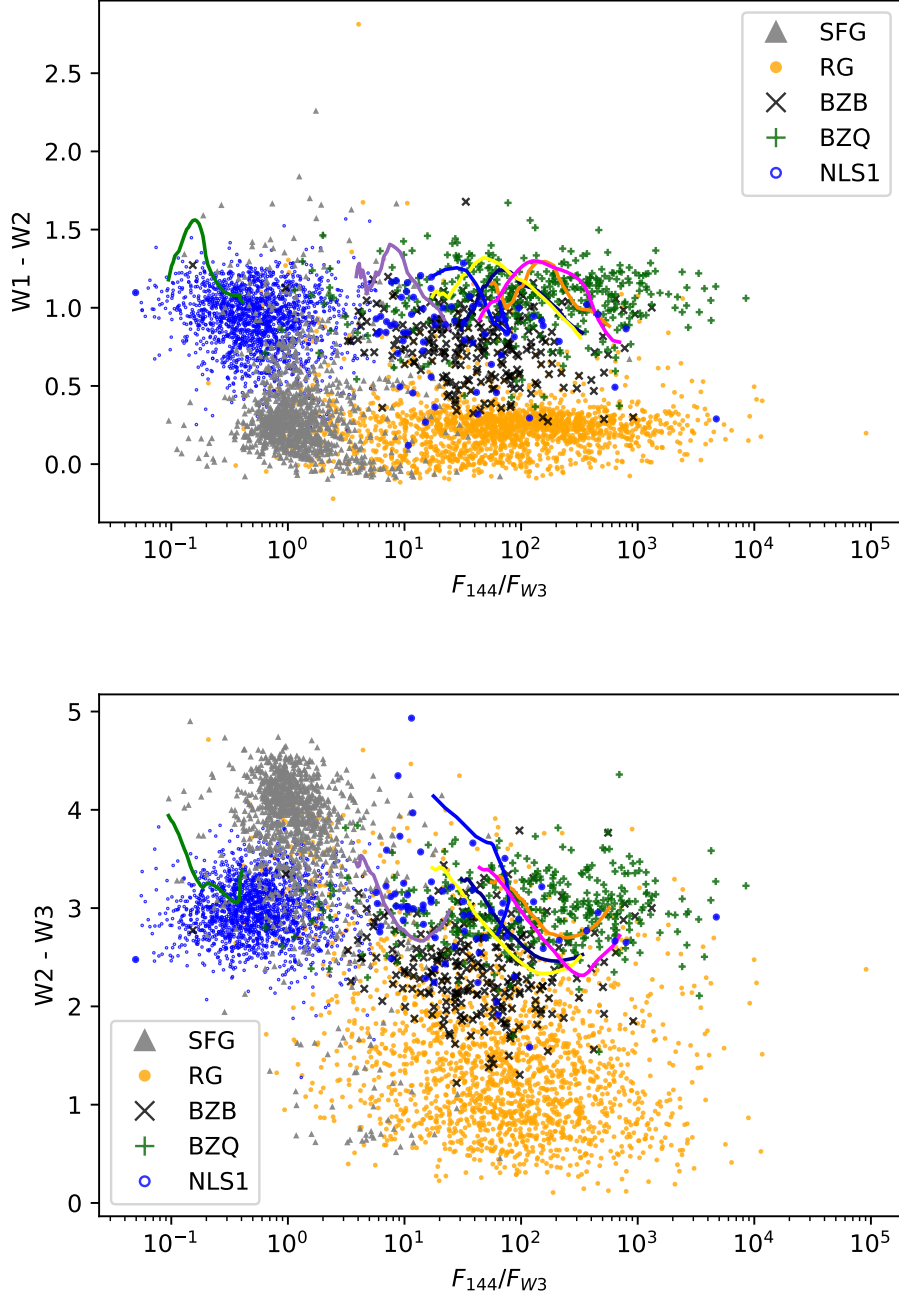 2.5
2.0
1.5
1.0
0.5
0.0
W1 - W2
SFG
RG
BZB
BZQ
NLS1
10⁻¹ 10⁰ 10¹ 10² 10³ 10⁴ 10⁵
F₁₄₄/F_W3
5
4
3
2
1
0
W2 - W3
SFG
RG
BZB
BZQ
NLS1
10⁻¹ 10⁰ 10¹ 10² 10³ 10⁴ 10⁵
F₁₄₄/F_W3